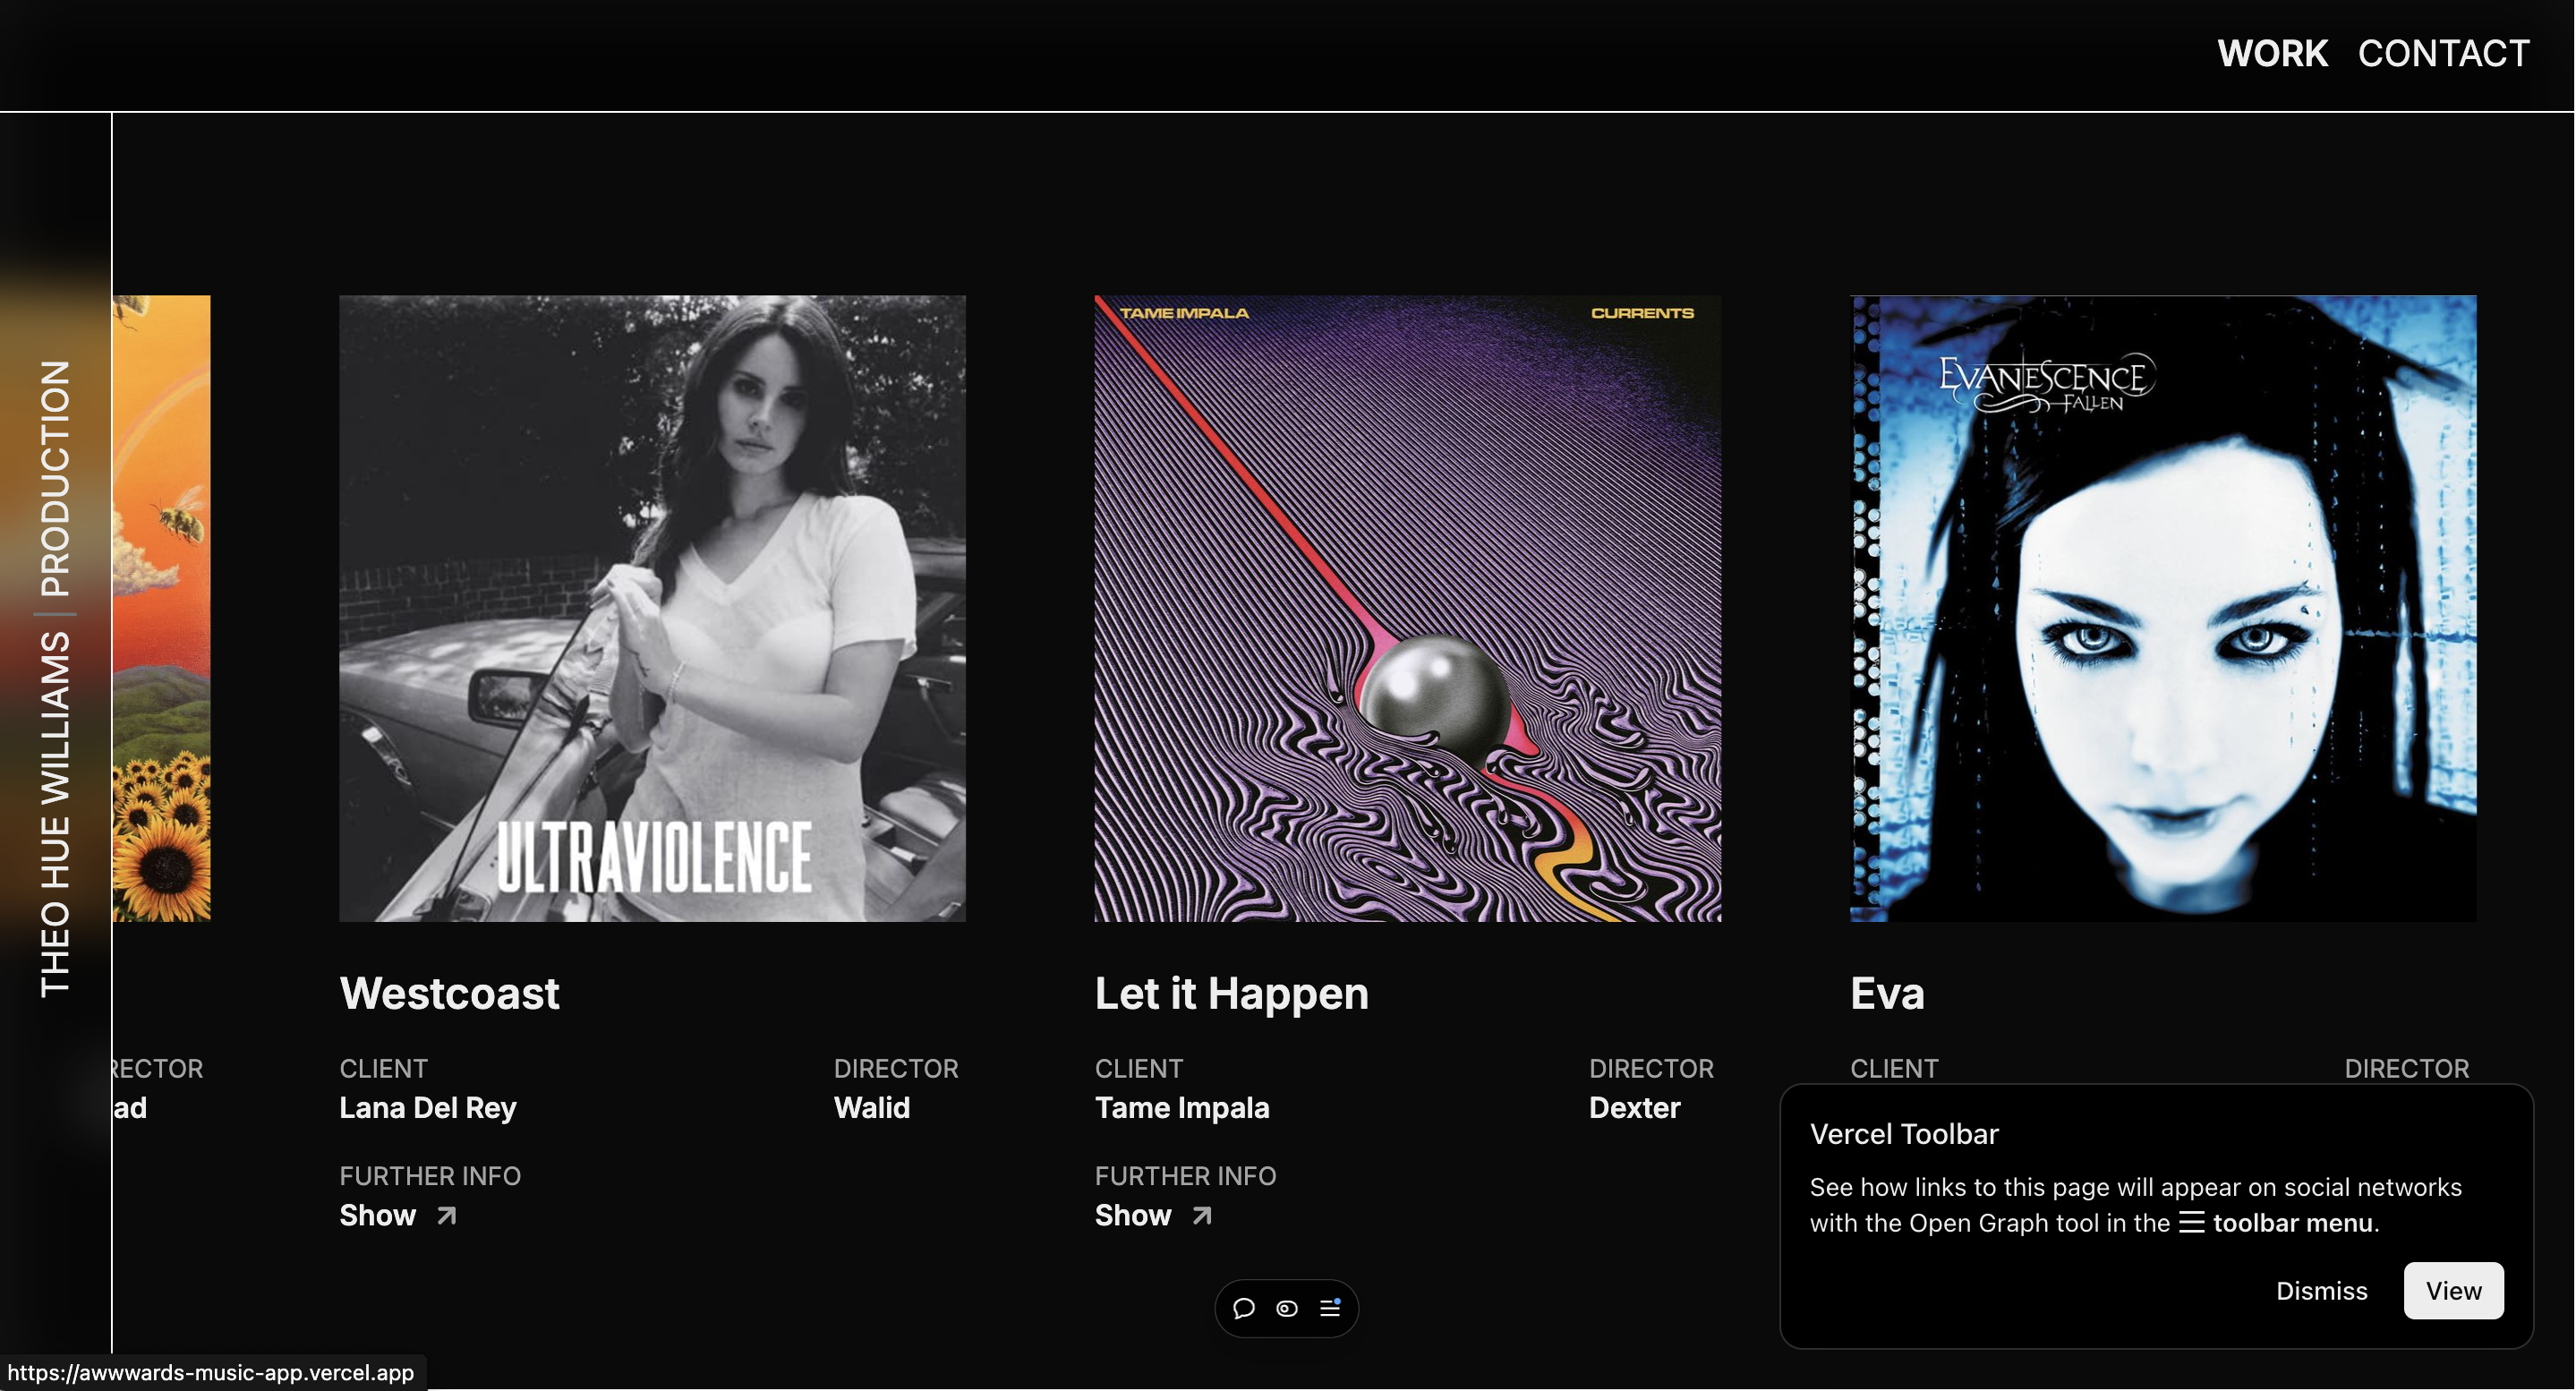 WORK CONTACT
THEO HUE WILLIAMS | PRODUCTION
ULTRAVIOLENCE
TAME IMPALA
CURRENTS
EVANESCENCE
FALLEN
RECTOR
ad
Westcoast
CLIENT
Lana Del Rey
DIRECTOR
Walid
FURTHER INFO
Show
Let it Happen
CLIENT
Tame Impala
DIRECTOR
Dexter
FURTHER INFO
Show
Eva
CLIENT
DIRECTOR
Vercel Toolbar
See how links to this page will appear on social networks
with the Open Graph tool in the ☰ toolbar menu.
Dismiss
View
https://awwwards-music-app.vercel.app